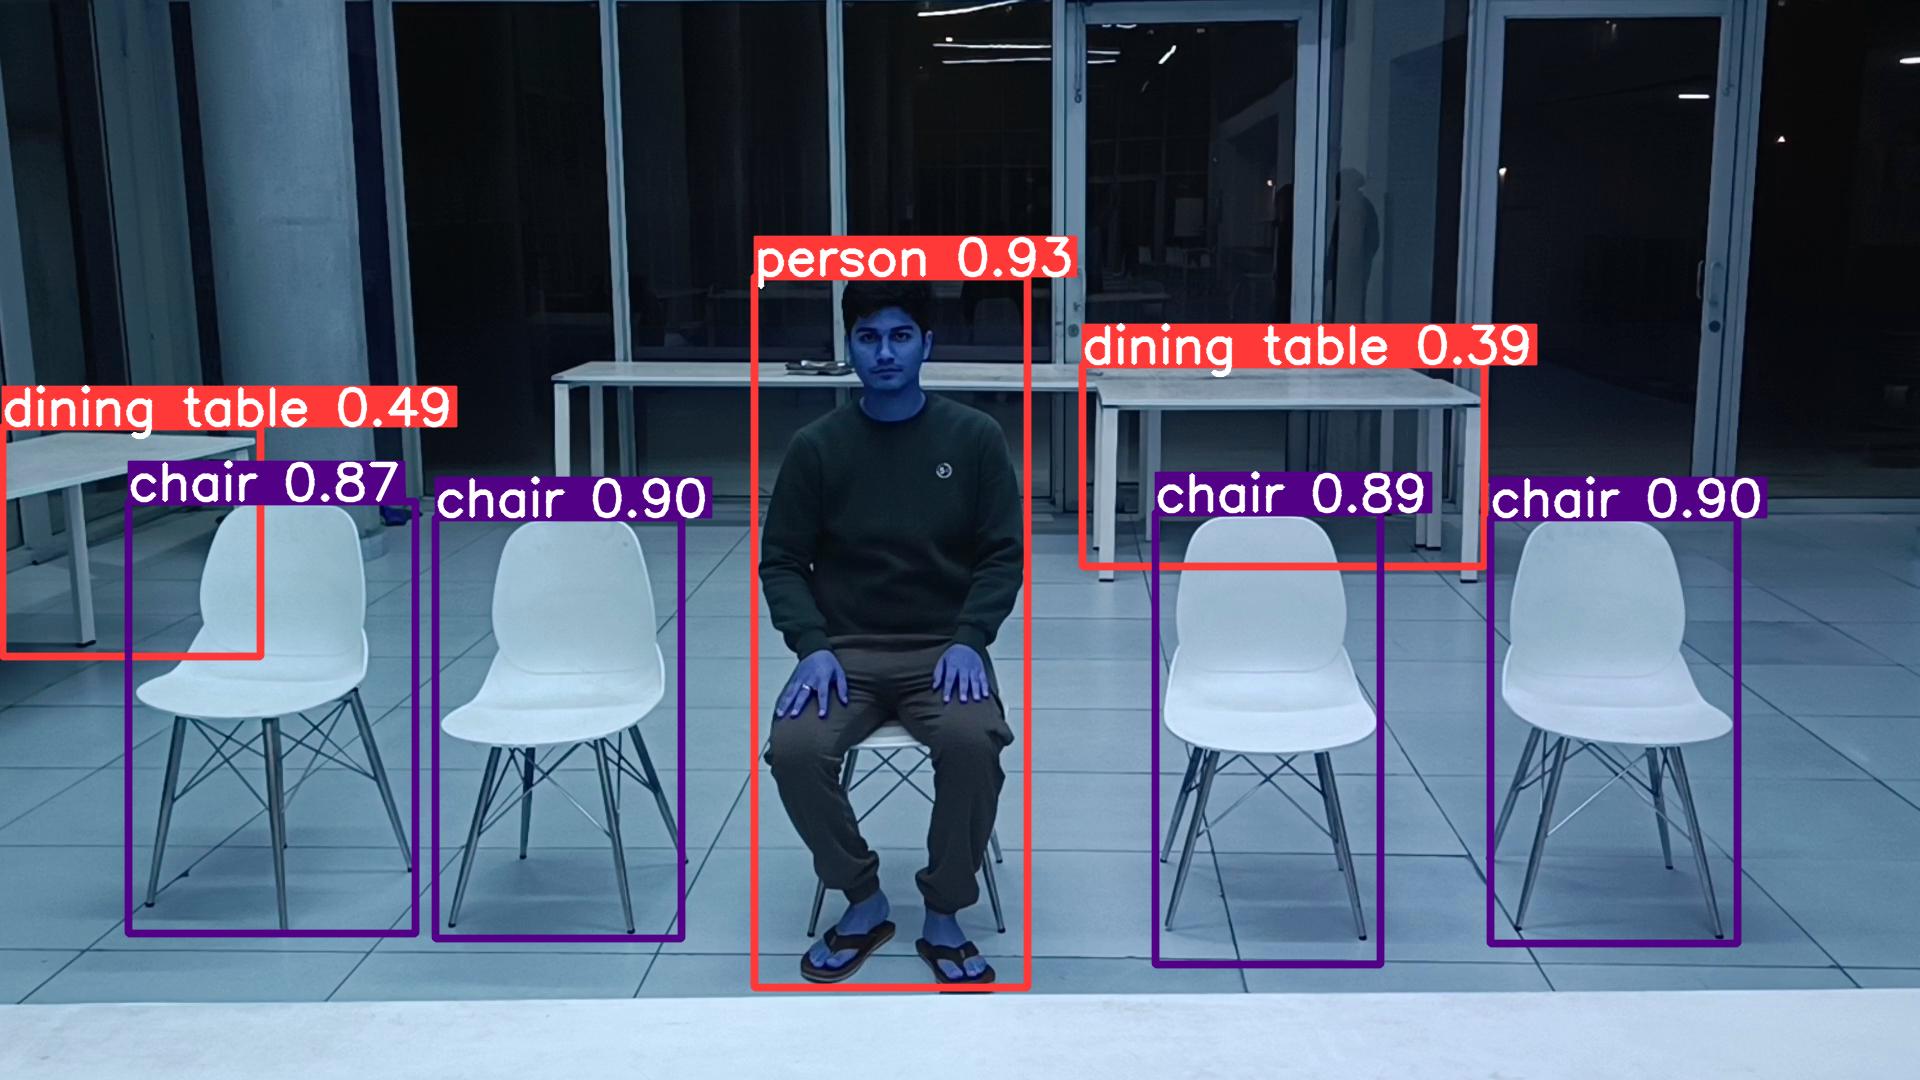 person 0.93
dining table 0.39
dining table 0.49
chair 0.87
chair 0.90
chair 0.89
chair 0.90